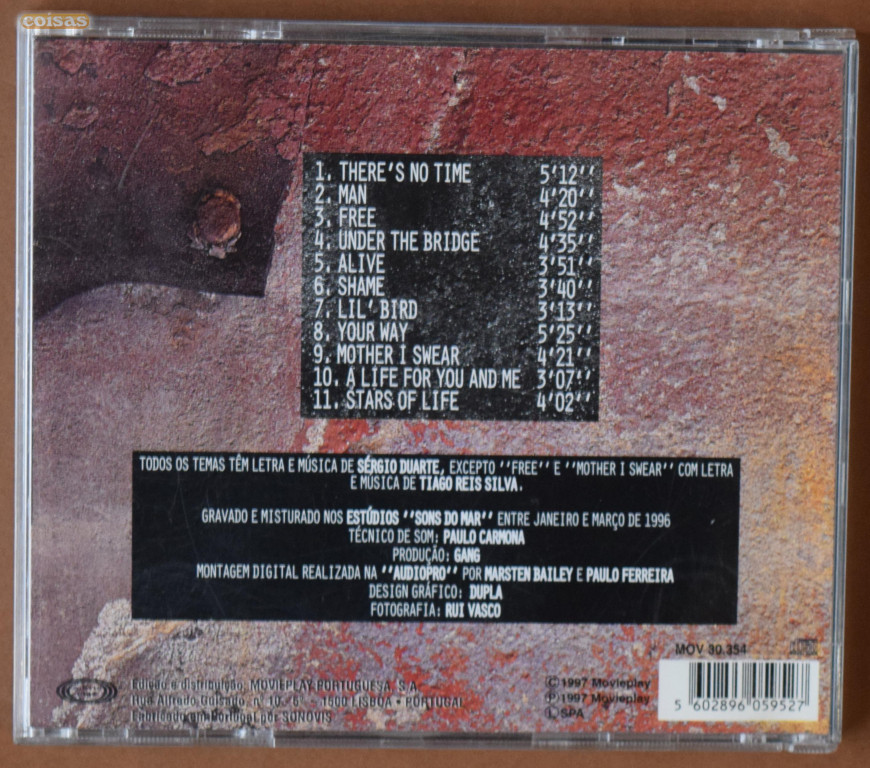 coisas
1. THERE'S NO TIME 5'12''
2. MAN 4'20''
3. FREE 4'52''
4. UNDER THE BRIDGE 4'35''
5. ALIVE 3'51''
6. SHAME 3'40''
7. LIL' BIRD 3'13''
8. YOUR WAY 5'25''
9. MOTHER I SWEAR 4'21''
10. A LIFE FOR YOU AND ME 3'07''
11. STARS OF LIFE 4'02''
TODOS OS TEMAS TÊM LETRA E MÚSICA DE SÉRGIO DUARTE, EXCEPTO ''FREE'' E ''MOTHER I SWEAR'' COM LETRA
E MÚSICA DE TIAGO REIS SILVA.
GRAVADO E MISTURADO NOS ESTÚDIOS ''SONS DO MAR'' ENTRE JANEIRO E MARÇO DE 1996
TÉCNICO DE SOM: PAULO CARMONA
PRODUÇÃO: GANG
MONTAGEM DIGITAL REALIZADA NA ''AUDIOPRO'' POR MARSTEN BAILEY E PAULO FERREIRA
DESIGN GRÁFICO: DUPLA
FOTOGRAFIA: RUI VASCO
MOV 30.354
Edição e distribuição: MOVIEPLAY PORTUGUESA, S.A.
Rua Alfredo n. 10, 1500 LISBOA • PORTUGAL
Fabricado em Portugal por SONOVIS
Ⓒ 1997 Movieplay
Ⓟ 1997 Movieplay
Ⓛ SPA
5 602896 059527